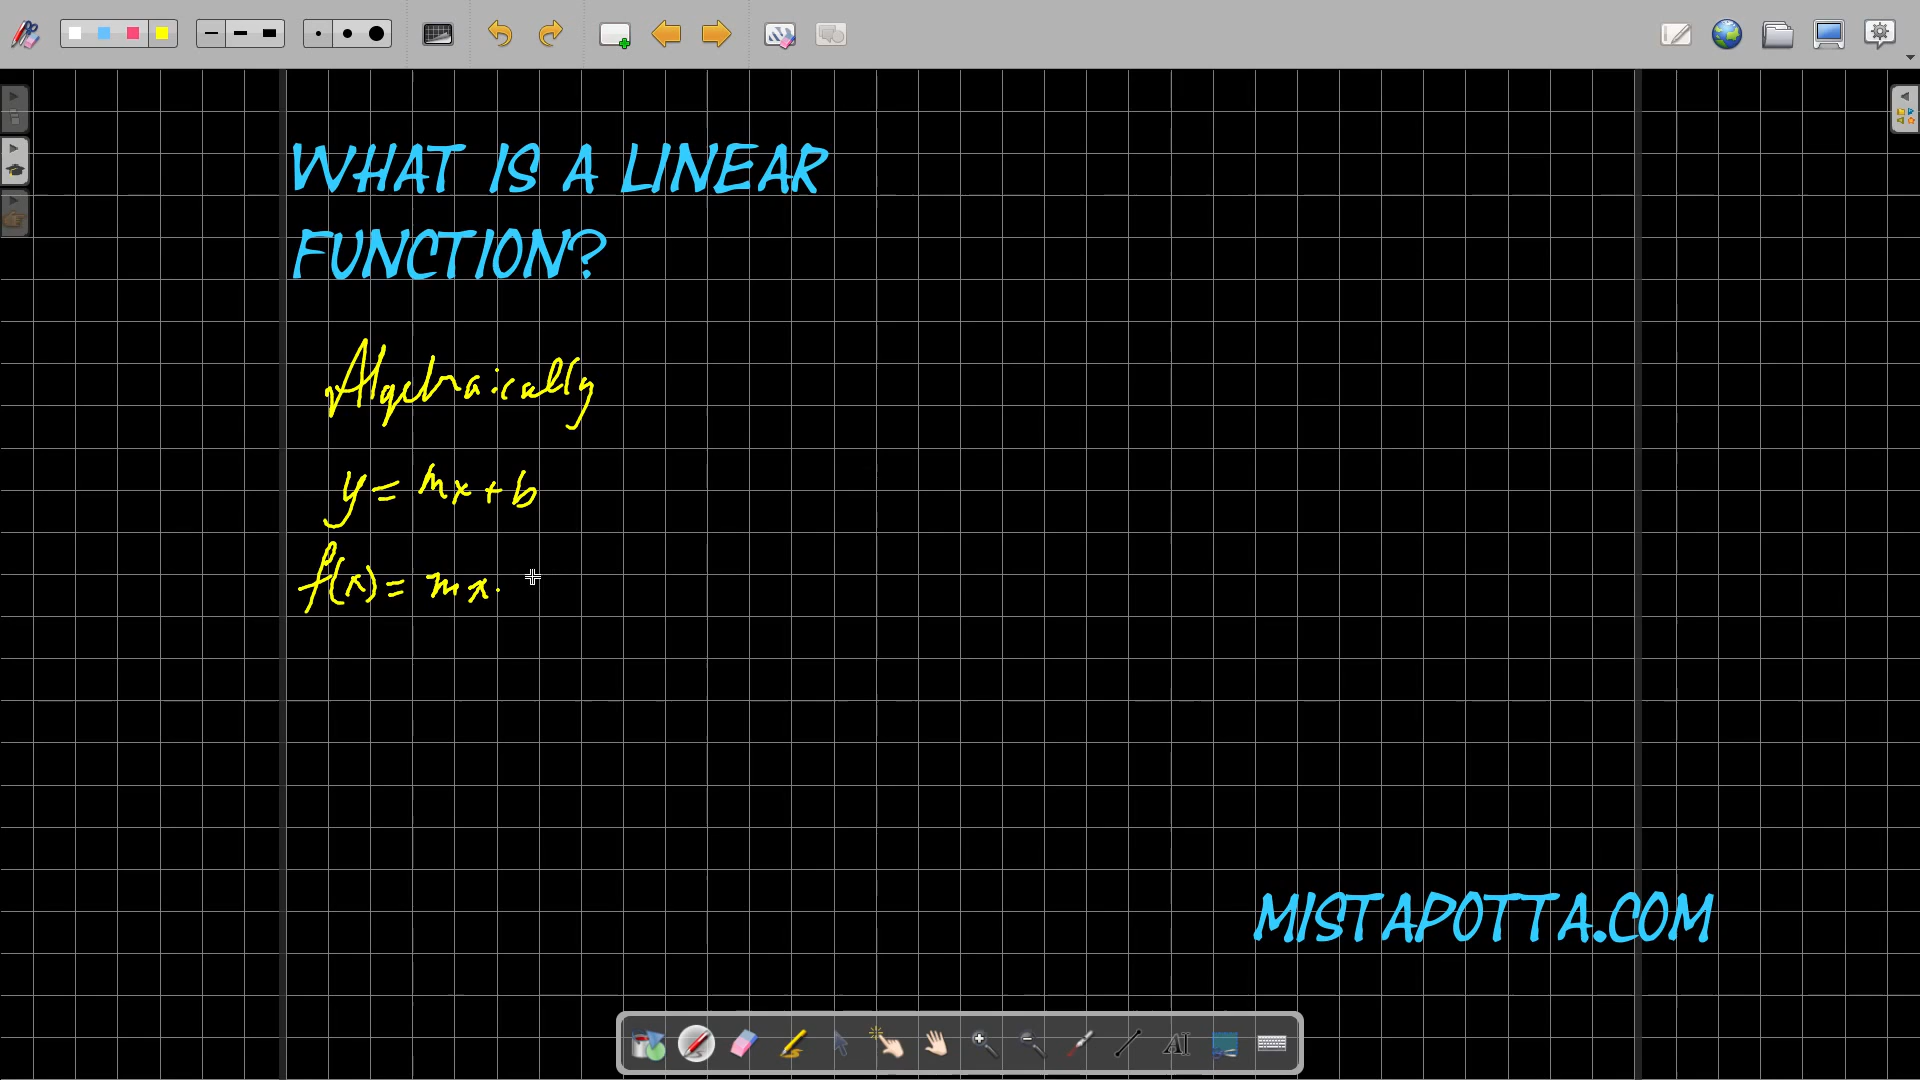 WHAT IS A LINEAR
FUNCTION?
Algebraically
y = mx + b
f(x) = mx
MISTAPOTTA.COM